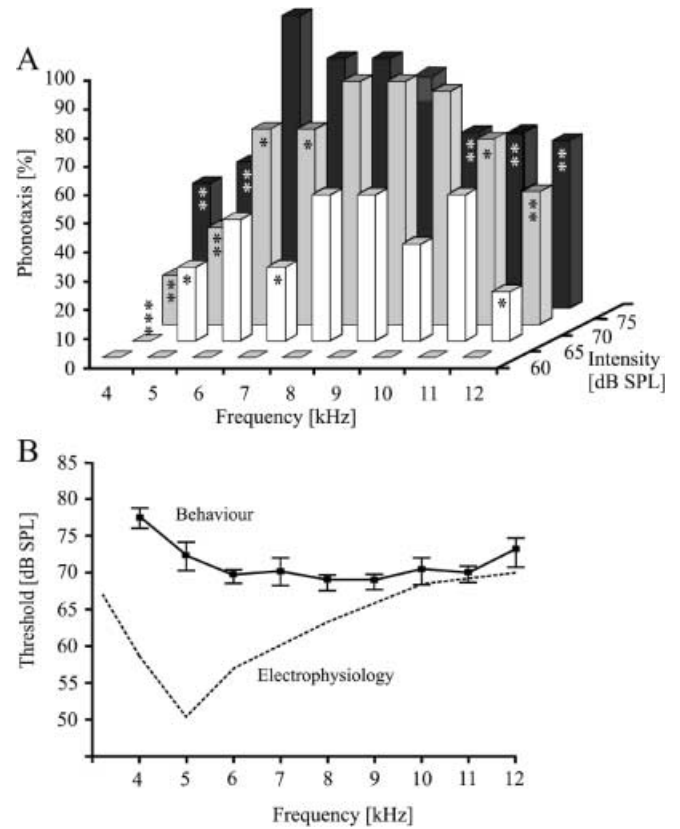 A
100
90
80
70
60
50
40
30
20
10
0
Phonotaxis [%]
4 5 6 7 8 9 10 11 12
Frequency [kHz]
60 65 70 75
Intensity
[dB SPL]
***
** ** * * ** * **
** ** ** ** **
* * *
B
85
80
75
70
65
60
55
50
Threshold [dB SPL]
Behaviour
Electrophysiology
4 5 6 7 8 9 10 11 12
Frequency [kHz]